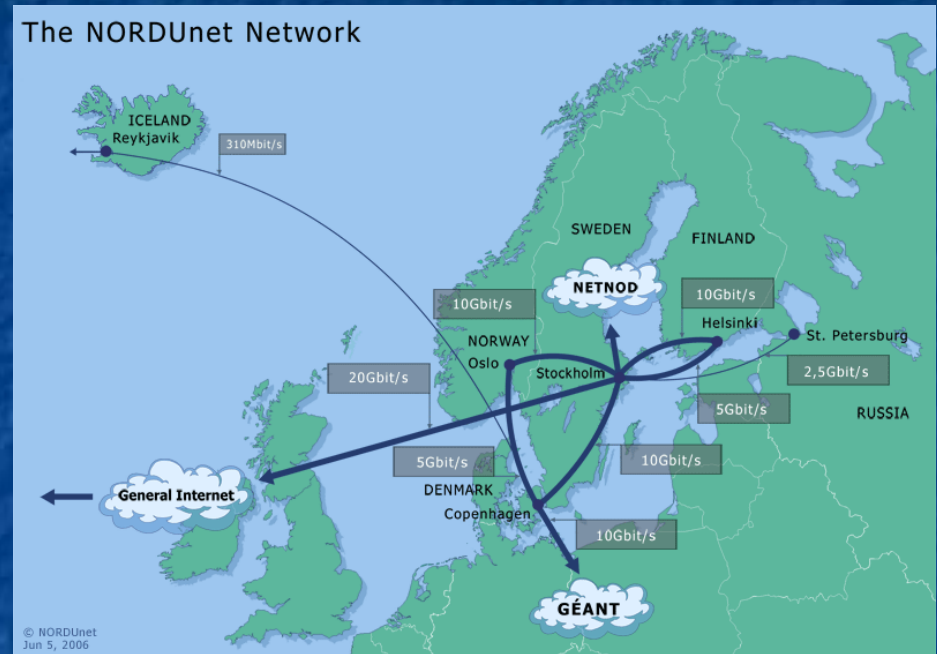 The NORDUnet Network
ICELAND
Reykjavik
310Mbit/s
SWEDEN
FINLAND
NETNOD
10Gbit/s
10Gbit/s
Helsinki
St. Petersburg
NORWAY
Oslo
Stockholm
20Gbit/s
2,5Gbit/s
5Gbit/s
RUSSIA
5Gbit/s
10Gbit/s
DENMARK
General Internet
Copenhagen
10Gbit/s
GÉANT
© NORDUnet
Jun 5, 2006